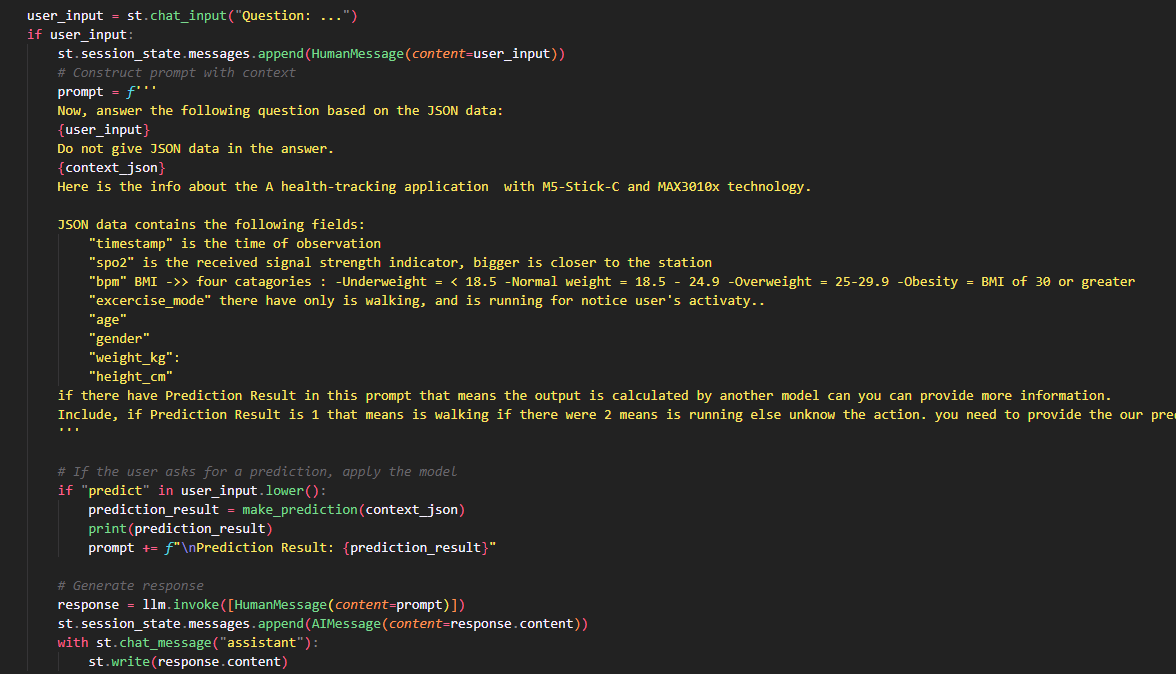 user_input = st.chat_input("Question: ...")
if user_input:
    st.session_state.messages.append(HumanMessage(content=user_input))
    # Construct prompt with context
    prompt = f'''
    Now, answer the following question based on the JSON data:
    {user_input}
    Do not give JSON data in the answer.
    {context_json}
    Here is the info about the A health-tracking application  with M5-Stick-C and MAX3010x technology.

    JSON data contains the following fields:
        "timestamp" is the time of observation
        "spo2" is the received signal strength indicator, bigger is closer to the station
        "bpm" BMI ->> four catagories : -Underweight = < 18.5 -Normal weight = 18.5 - 24.9 -Overweight = 25-29.9 -Obesity = BMI of 30 or greater
        "excercise_mode" there have only is walking, and is running for notice user's activaty..
        "age"
        "gender"
        "weight_kg":
        "height_cm"
    if there have Prediction Result in this prompt that means the output is calculated by another model can you can provide more information.
    Include, if Prediction Result is 1 that means is walking if there were 2 means is running else unknow the action. you need to provide the our
    '''

    # If the user asks for a prediction, apply the model
    if "predict" in user_input.lower():
        prediction_result = make_prediction(context_json)
        print(prediction_result)
        prompt += f"\nPrediction Result: {prediction_result}"

    # Generate response
    response = llm.invoke([HumanMessage(content=prompt)])
    st.session_state.messages.append(AIMessage(content=response.content))
    with st.chat_message("assistant"):
        st.write(response.content)